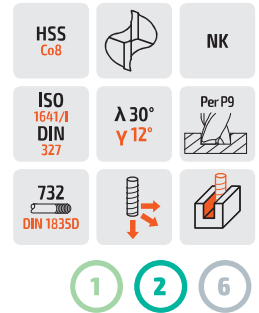 HSS
Co8
NK
ISO
1641/I
DIN
327
λ 30°
γ 12°
Per P9
732
DIN 1835D
1 2 6